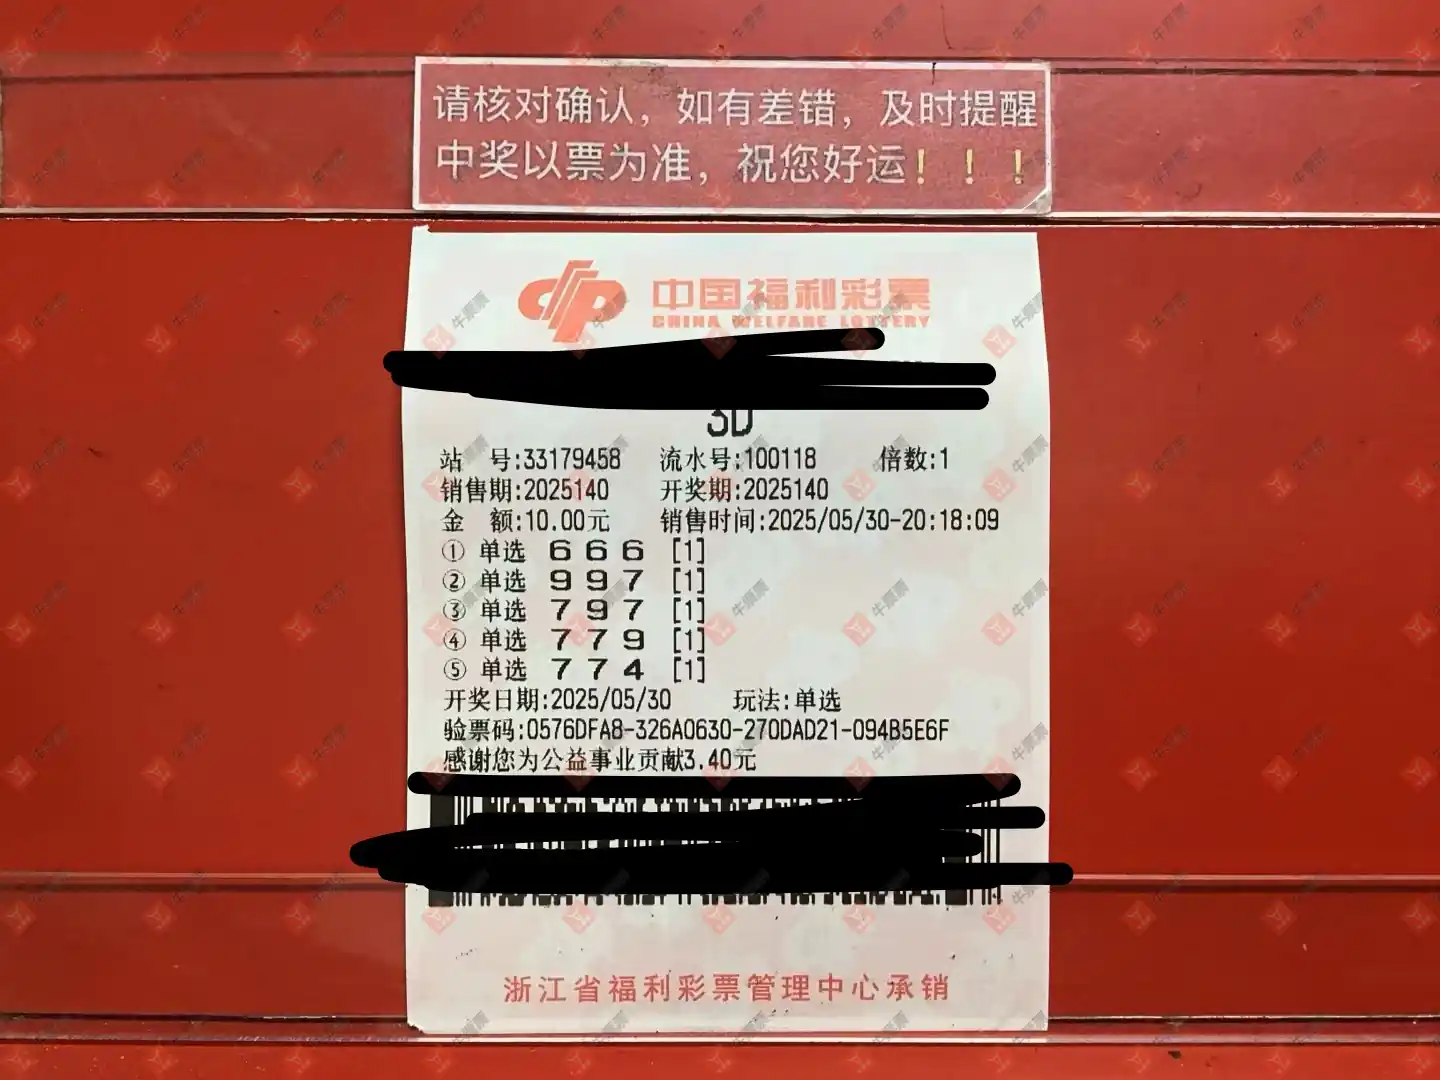 请核对确认，如有差错，及时提醒
中奖以票为准，祝您好运！！！
中国福利彩票
CHINA WELFARE LOTTERY
3D
站 号:33179458 流水号:100118 倍数:1
销售期:2025140 开奖期:2025140
金 额:10.00元 销售时间:2025/05/30-20:18:09
① 单选 6 6 6 [1]
② 单选 9 9 7 [1]
③ 单选 7 9 7 [1]
④ 单选 7 7 9 [1]
⑤ 单选 7 7 4 [1]
开奖日期:2025/05/30 玩法:单选
验票码:0576DFA8-326A0630-270DAD21-094B5E6F
感谢您为公益事业贡献3.40元
浙江省福利彩票管理中心承销
牛票票